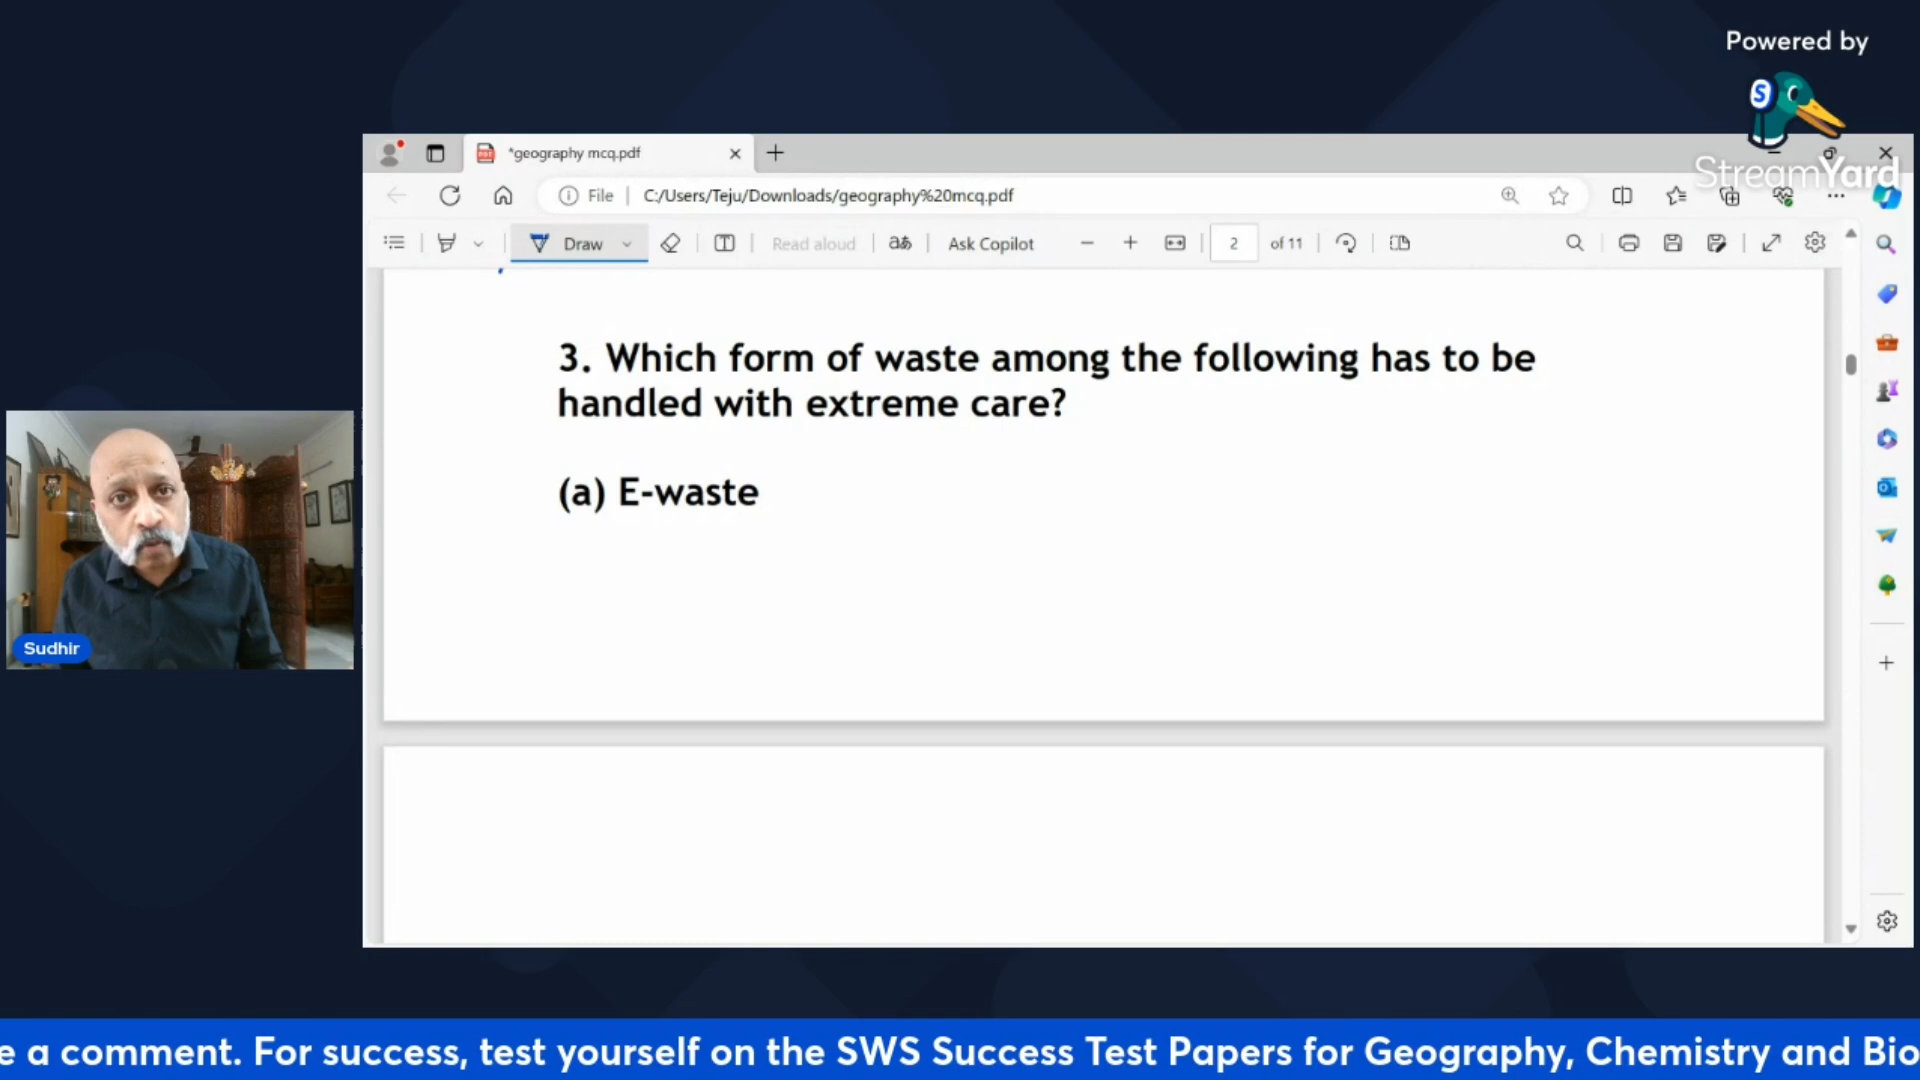 Powered by
StreamYard
*geography mcq.pdf
File | C:/Users/Teju/Downloads/geography%20mcq.pdf
Draw
Read aloud
Ask Copilot
2 of 11
3. Which form of waste among the following has to be
handled with extreme care?
(a) E-waste
Sudhir
e a comment. For success, test yourself on the SWS Success Test Papers for Geography, Chemistry and Bio